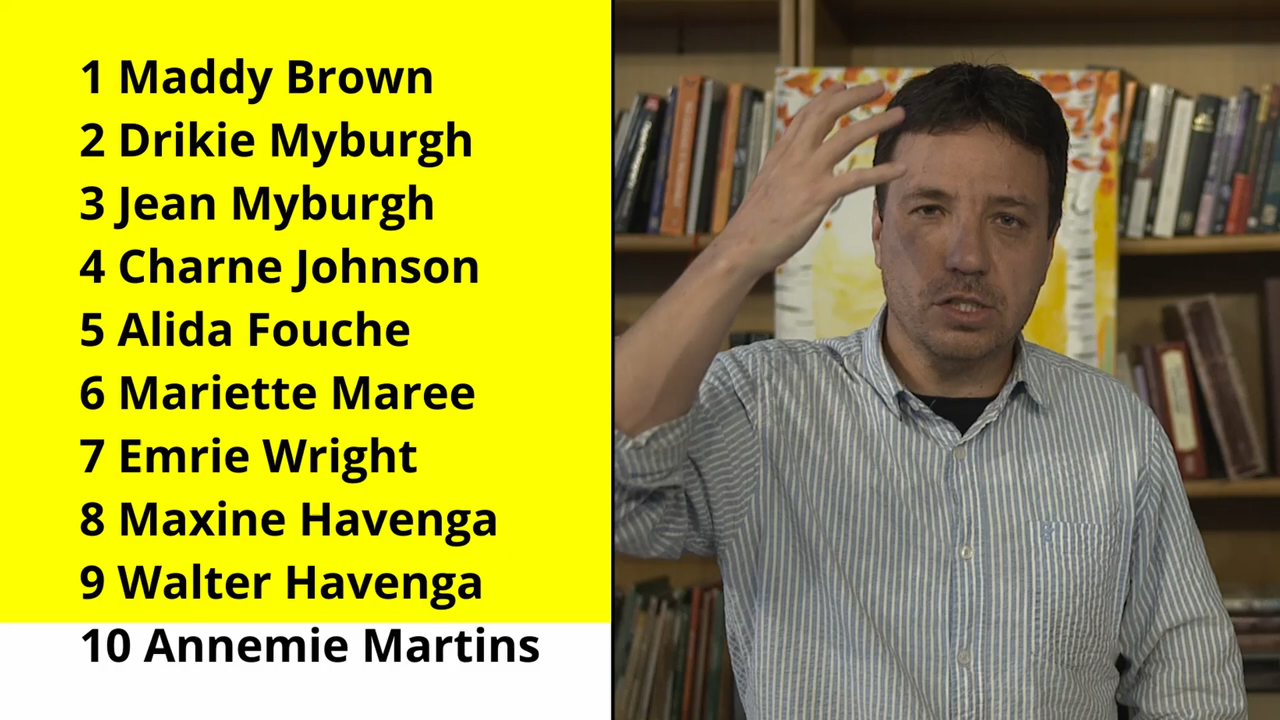 1 Maddy Brown
2 Drikie Myburgh
3 Jean Myburgh
4 Charne Johnson
5 Alida Fouche
6 Mariette Maree
7 Emrie Wright
8 Maxine Havenga
9 Walter Havenga
10 Annemie Martins